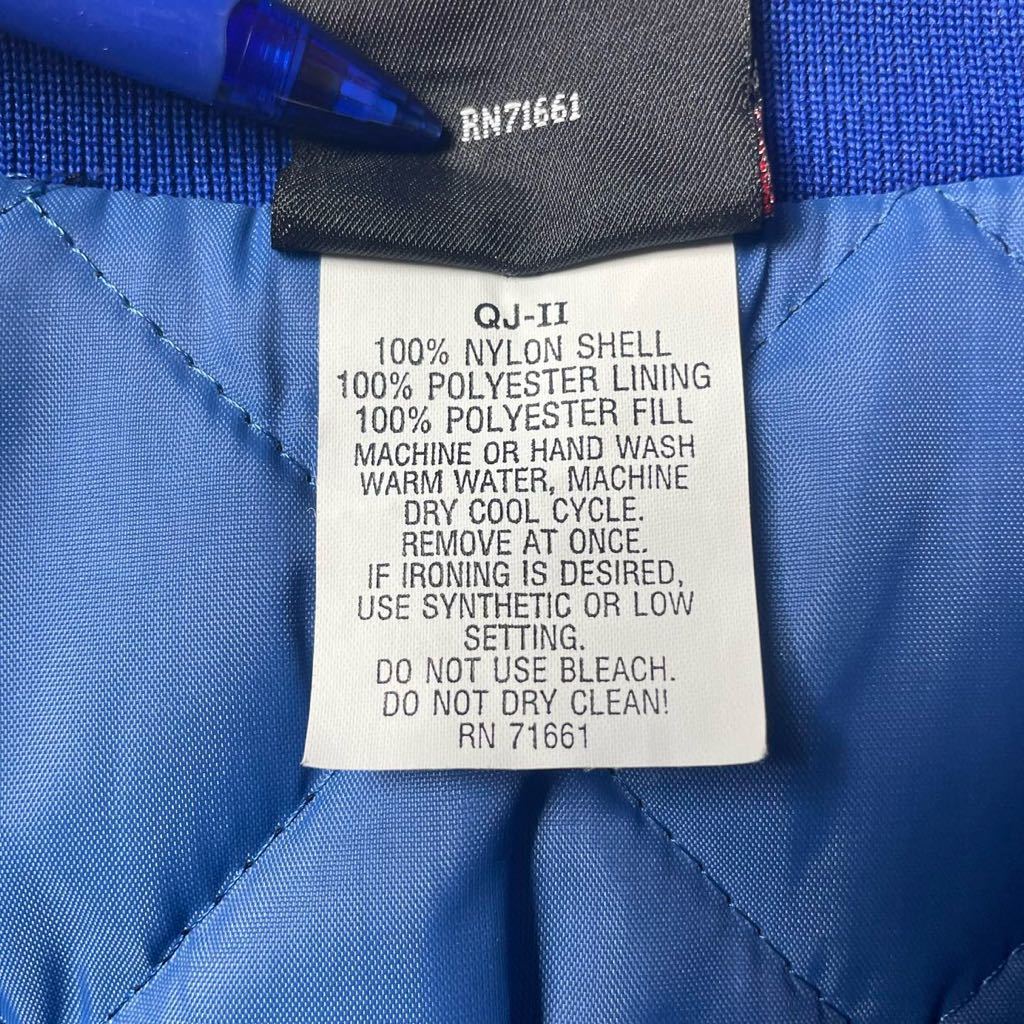 RN71661
QJ-II
100% NYLON SHELL
100% POLYESTER LINING
100% POLYESTER FILL
MACHINE OR HAND WASH
WARM WATER, MACHINE
DRY COOL CYCLE.
REMOVE AT ONCE.
IF IRONING IS DESIRED,
USE SYNTHETIC OR LOW
SETTING.
DO NOT USE BLEACH.
DO NOT DRY CLEAN!
RN 71661